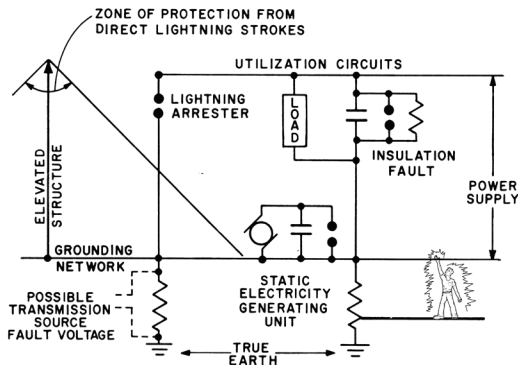 ZONE OF PROTECTION FROM
DIRECT LIGHTNING STROKES
UTILIZATION CIRCUITS
LIGHTNING
ARRESTER
LOAD
INSULATION
FAULT
POWER
SUPPLY
ELEVATED
STRUCTURE
GROUNDING
NETWORK
POSSIBLE
TRANSMISSION
SOURCE
FAULT VOLTAGE
STATIC
ELECTRICITY
GENERATING
UNIT
TRUE
EARTH